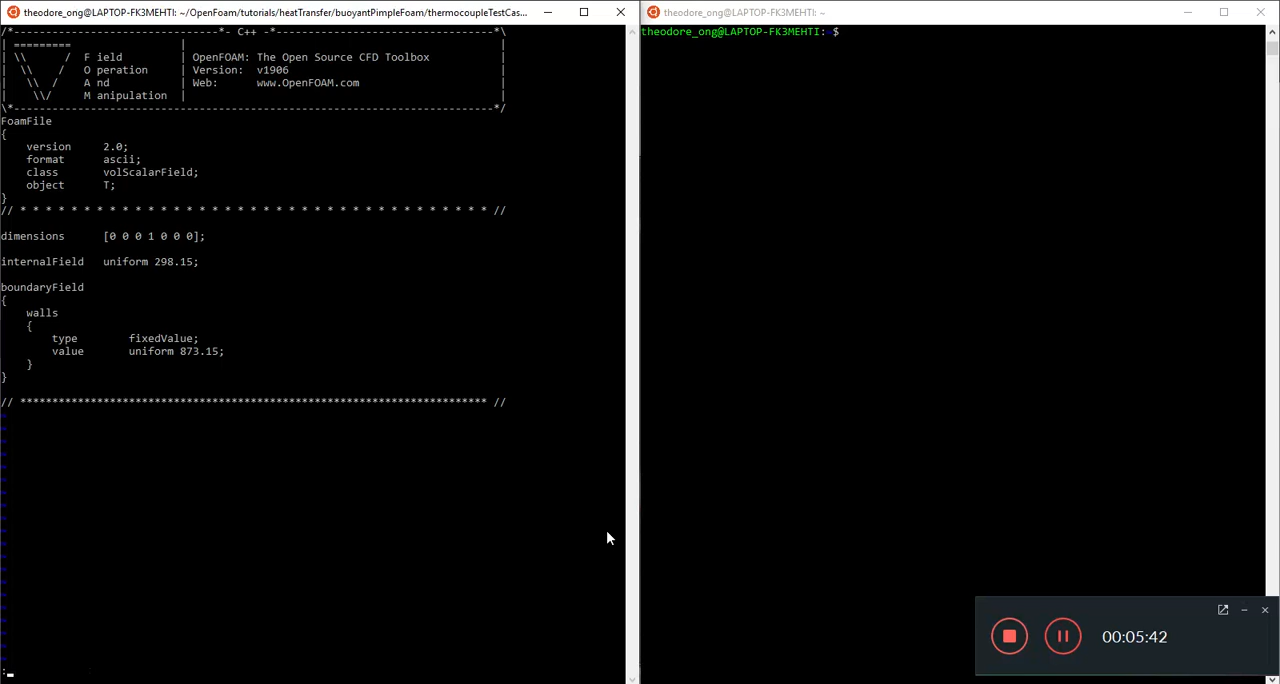 theodore_ong@LAPTOP-FK3MEHTI: ~/OpenFoam/tutorials/heatTransfer/buoyantPimpleFoam/thermocoupleTestCas...
/*--------------------------------*- C++ -*----------------------------------*\
| =========                 |                                                 |
| \\      /  F ield         | OpenFOAM: The Open Source CFD Toolbox           |
|  \\    /   O peration     | Version:  v1906                                 |
|   \\  /    A nd           | Web:      www.OpenFOAM.com                      |
|    \\/     M anipulation  |                                                 |
\*---------------------------------------------------------------------------*/
FoamFile
{
    version     2.0;
    format      ascii;
    class       volScalarField;
    object      T;
}
// * * * * * * * * * * * * * * * * * * * * * * * * * * * * * * * * * * * * * //
dimensions      [0 0 0 1 0 0 0];
internalField   uniform 298.15;
boundaryField
{
    walls
    {
        type        fixedValue;
        value       uniform 873.15;
    }
}
// ************************************************************************* //
:
theodore_ong@LAPTOP-FK3MEHTI: ~
theodore_ong@LAPTOP-FK3MEHTI:~$
00:05:42